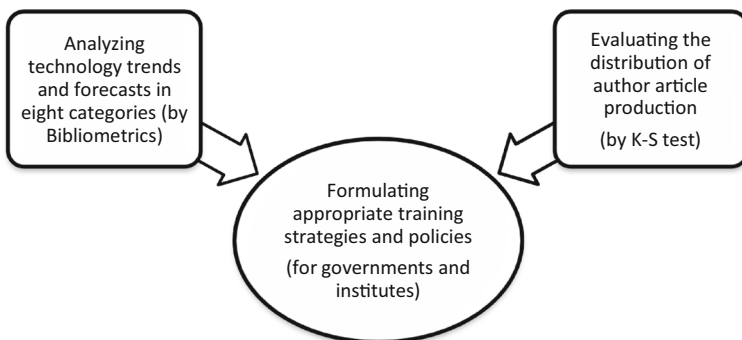 Analyzing
technology trends
and forecasts in
eight categories (by
Bibliometrics)
Evaluating the
distribution of
author article
production
(by K-S test)
Formulating
appropriate training
strategies and policies
(for governments and
institutes)